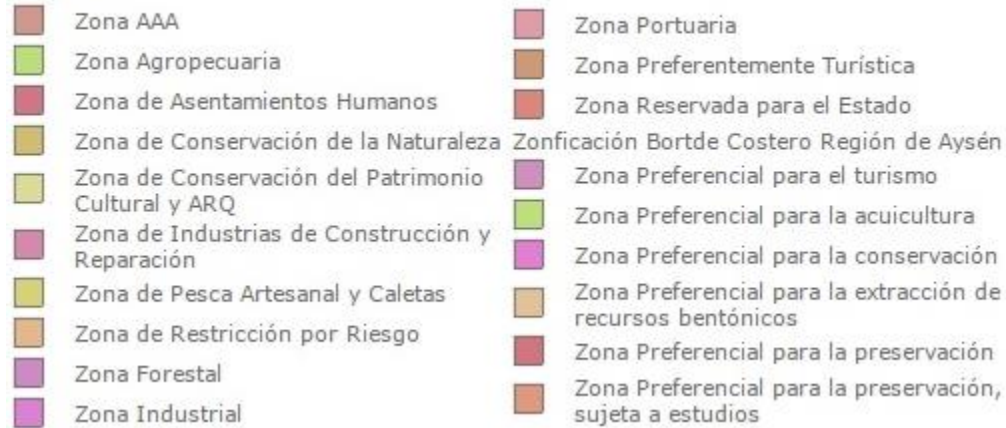 Zona AAA
Zona Agropecuaria
Zona de Asentamientos Humanos
Zona de Conservación de la Naturaleza
Zona de Conservación del Patrimonio
Cultural y ARQ
Zona de Industrias de Construcción y
Reparación
Zona de Pesca Artesanal y Caletas
Zona de Restricción por Riesgo
Zona Forestal
Zona Industrial
Zona Portuaria
Zona Preferentemente Turística
Zona Reservada para el Estado
Zonficación Bortde Costero Región de Aysén
Zona Preferencial para el turismo
Zona Preferencial para la acuicultura
Zona Preferencial para la conservación
Zona Preferencial para la extracción de
recursos bentónicos
Zona Preferencial para la preservación
Zona Preferencial para la preservación,
sujeta a estudios